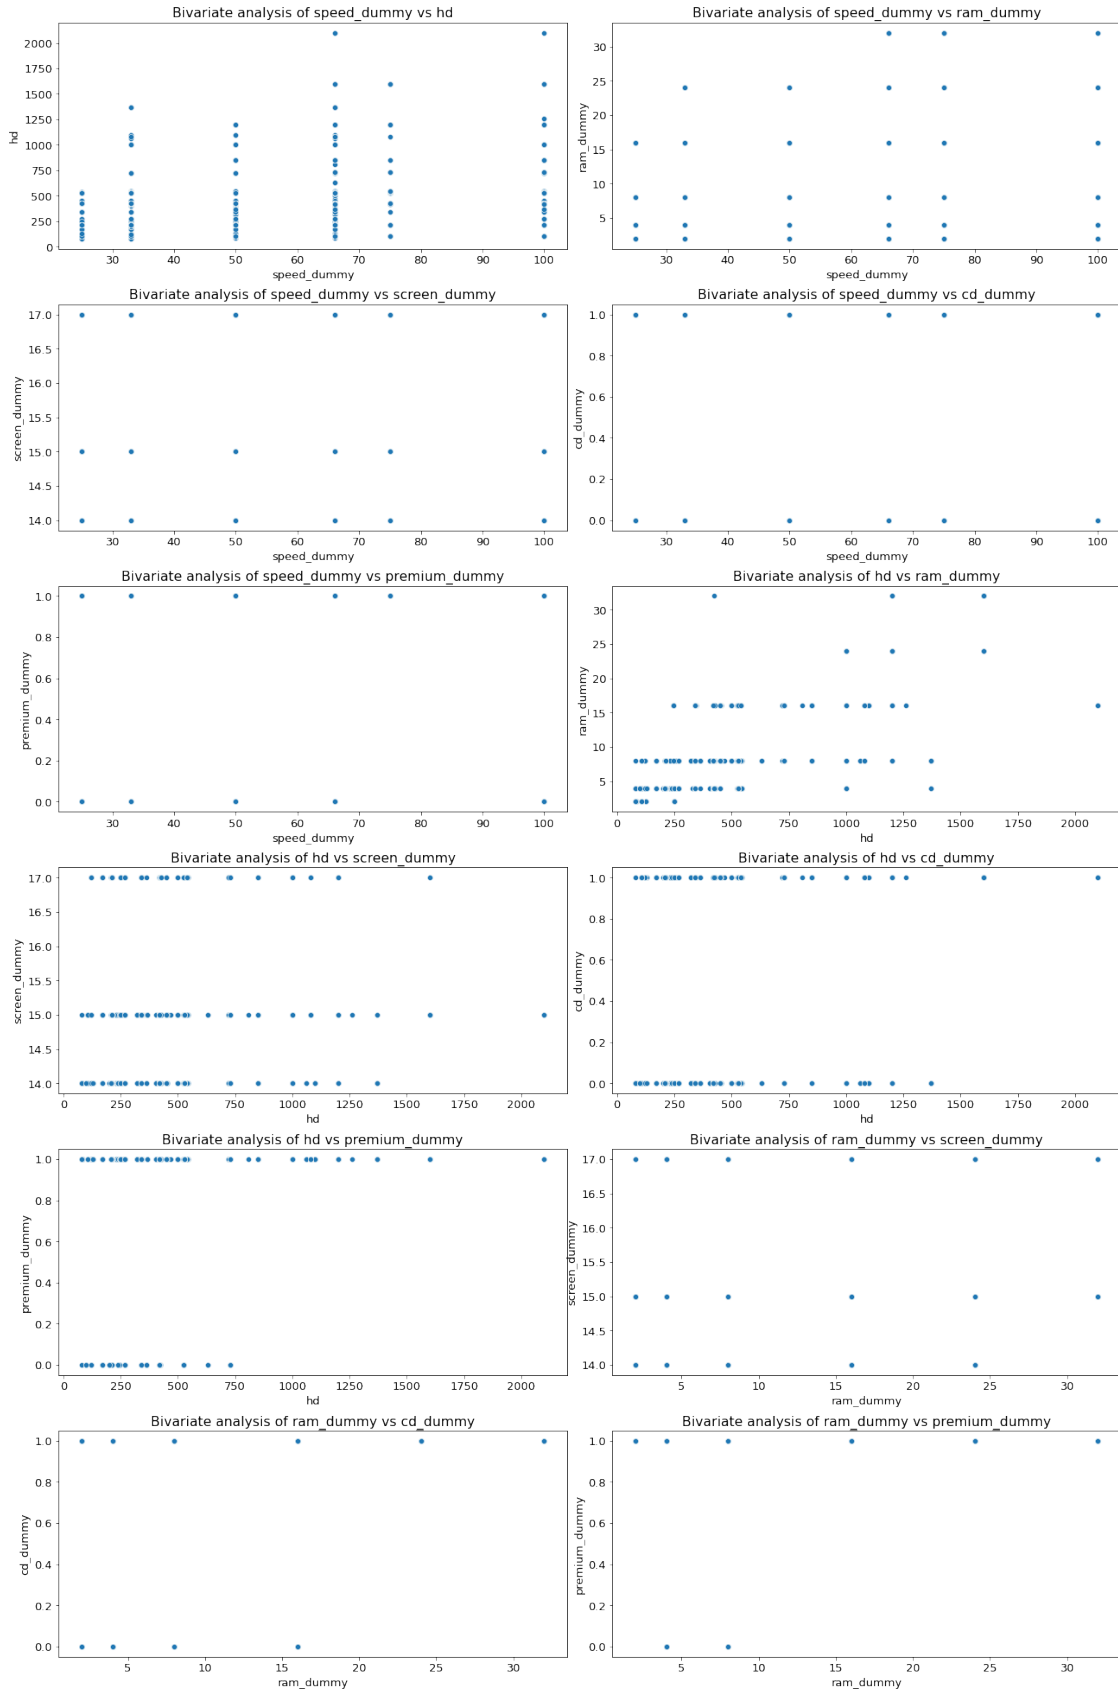 Bivariate analysis of speed_dummy vs hd
2000
1750
1500
1250
1000
750
500
250
0
hd
30 40 50 60 70 80 90 100
speed_dummy
Bivariate analysis of speed_dummy vs ram_dummy
30
25
20
15
10
5
ram_dummy
30 40 50 60 70 80 90 100
speed_dummy
Bivariate analysis of speed_dummy vs screen_dummy
17.0
16.5
16.0
15.5
15.0
14.5
14.0
screen_dummy
30 40 50 60 70 80 90 100
speed_dummy
Bivariate analysis of speed_dummy vs cd_dummy
1.0
0.8
0.6
0.4
0.2
0.0
cd_dummy
30 40 50 60 70 80 90 100
speed_dummy
Bivariate analysis of speed_dummy vs premium_dummy
1.0
0.8
0.6
0.4
0.2
0.0
premium_dummy
30 40 50 60 70 80 90 100
speed_dummy
Bivariate analysis of hd vs ram_dummy
30
25
20
15
10
5
ram_dummy
0 250 500 750 1000 1250 1500 1750 2000
hd
Bivariate analysis of hd vs screen_dummy
17.0
16.5
16.0
15.5
15.0
14.5
14.0
screen_dummy
0 250 500 750 1000 1250 1500 1750 2000
hd
Bivariate analysis of hd vs cd_dummy
1.0
0.8
0.6
0.4
0.2
0.0
cd_dummy
0 250 500 750 1000 1250 1500 1750 2000
hd
Bivariate analysis of hd vs premium_dummy
1.0
0.8
0.6
0.4
0.2
0.0
premium_dummy
0 250 500 750 1000 1250 1500 1750 2000
hd
Bivariate analysis of ram_dummy vs screen_dummy
17.0
16.5
16.0
15.5
15.0
14.5
14.0
screen_dummy
5 10 15 20 25 30
ram_dummy
Bivariate analysis of ram_dummy vs cd_dummy
1.0
0.8
0.6
0.4
0.2
0.0
cd_dummy
5 10 15 20 25 30
ram_dummy
Bivariate analysis of ram_dummy vs premium_dummy
1.0
0.8
0.6
0.4
0.2
0.0
premium_dummy
5 10 15 20 25 30
ram_dummy